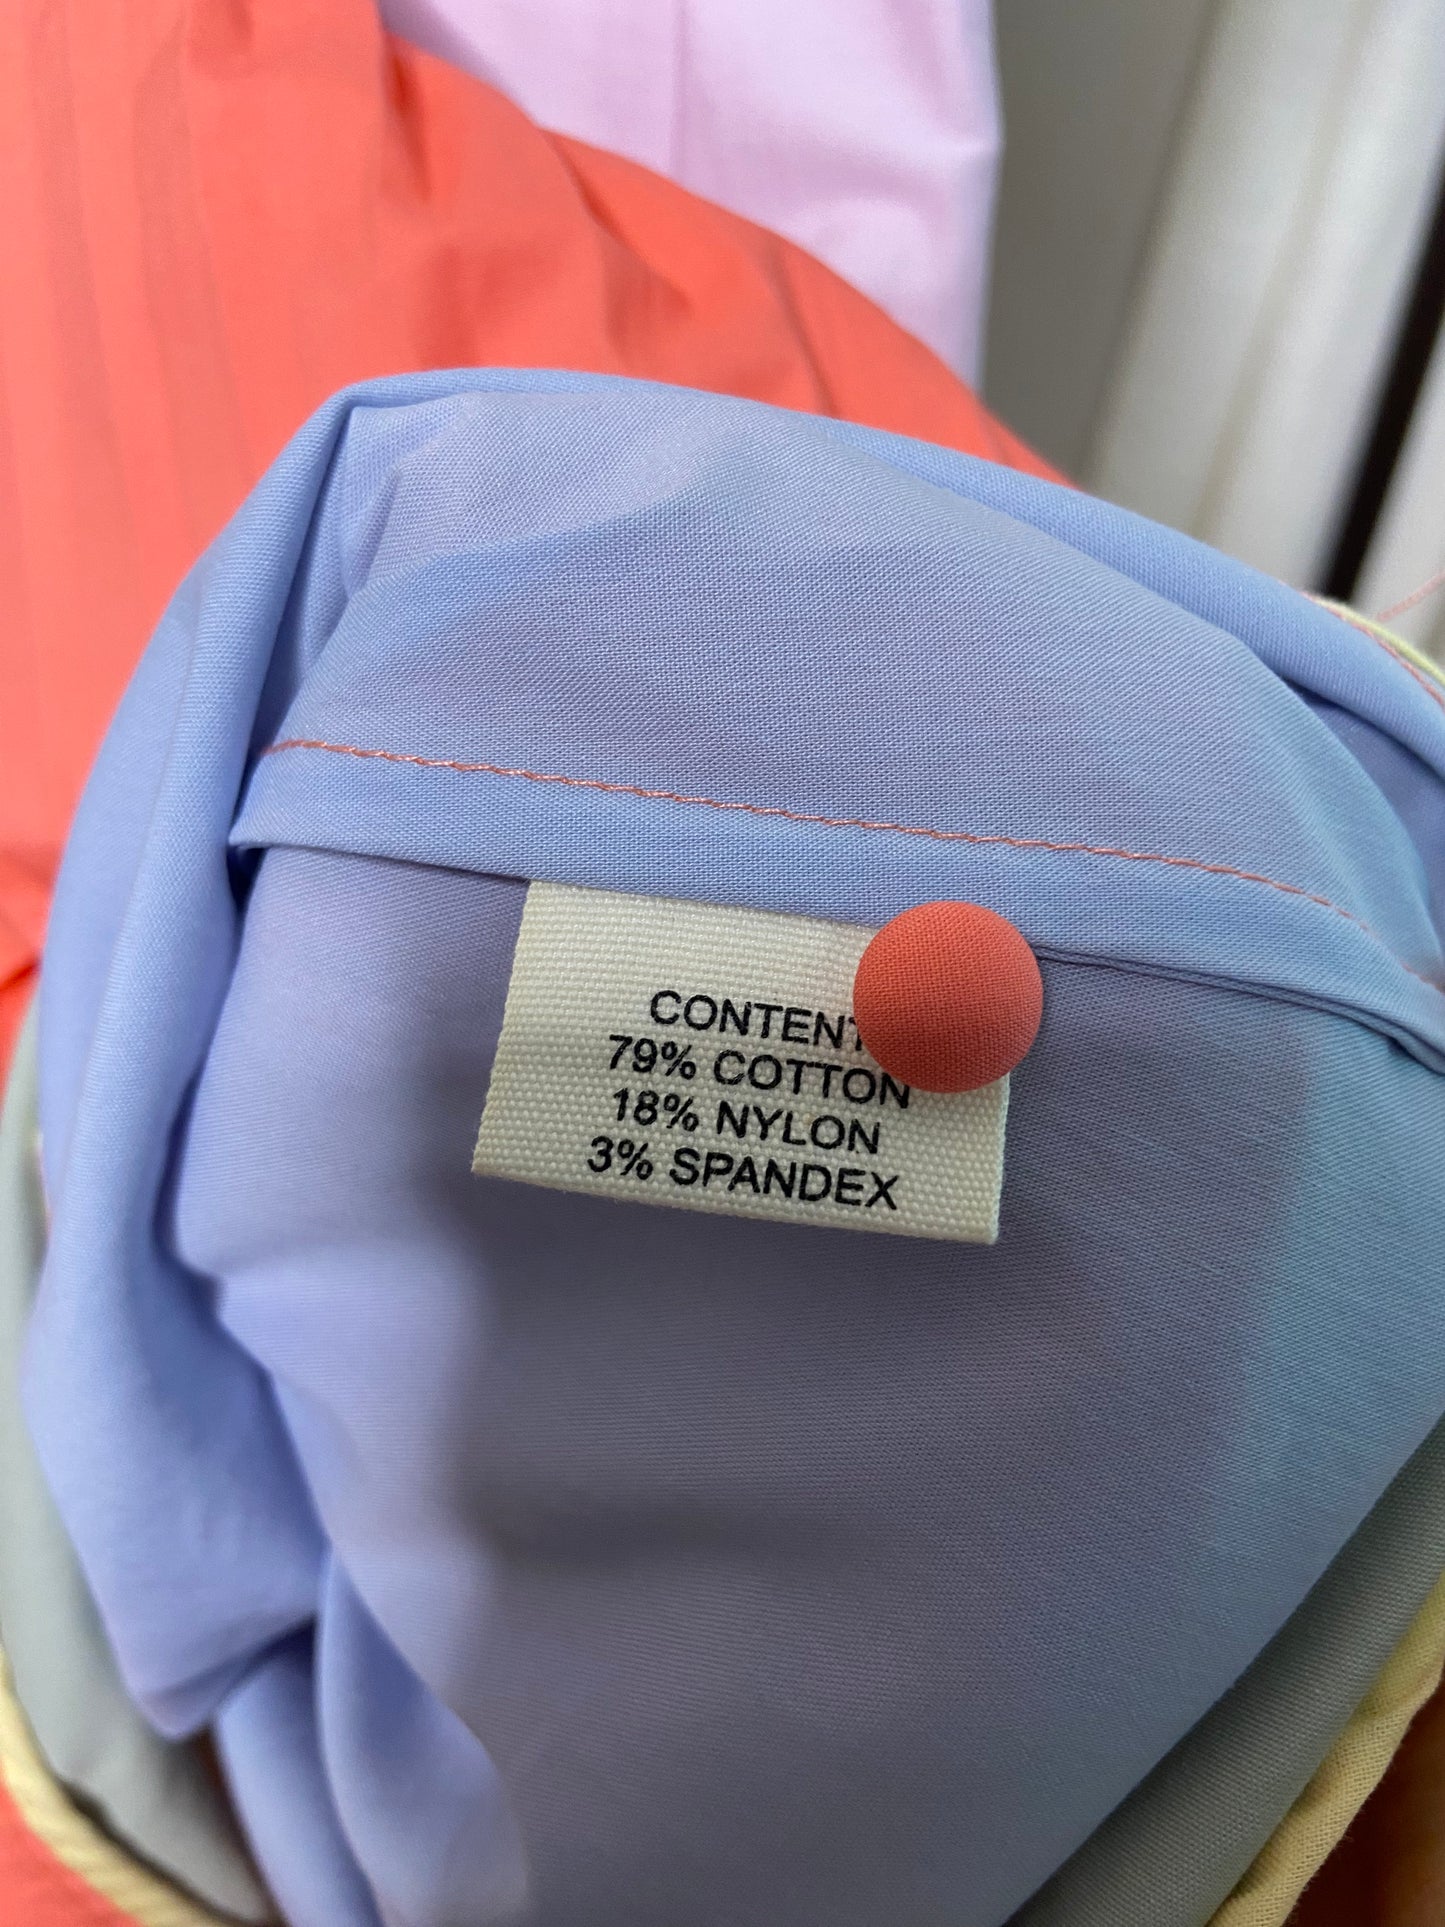 CONTENT
79% COTTON
18% NYLON
3% SPANDEX